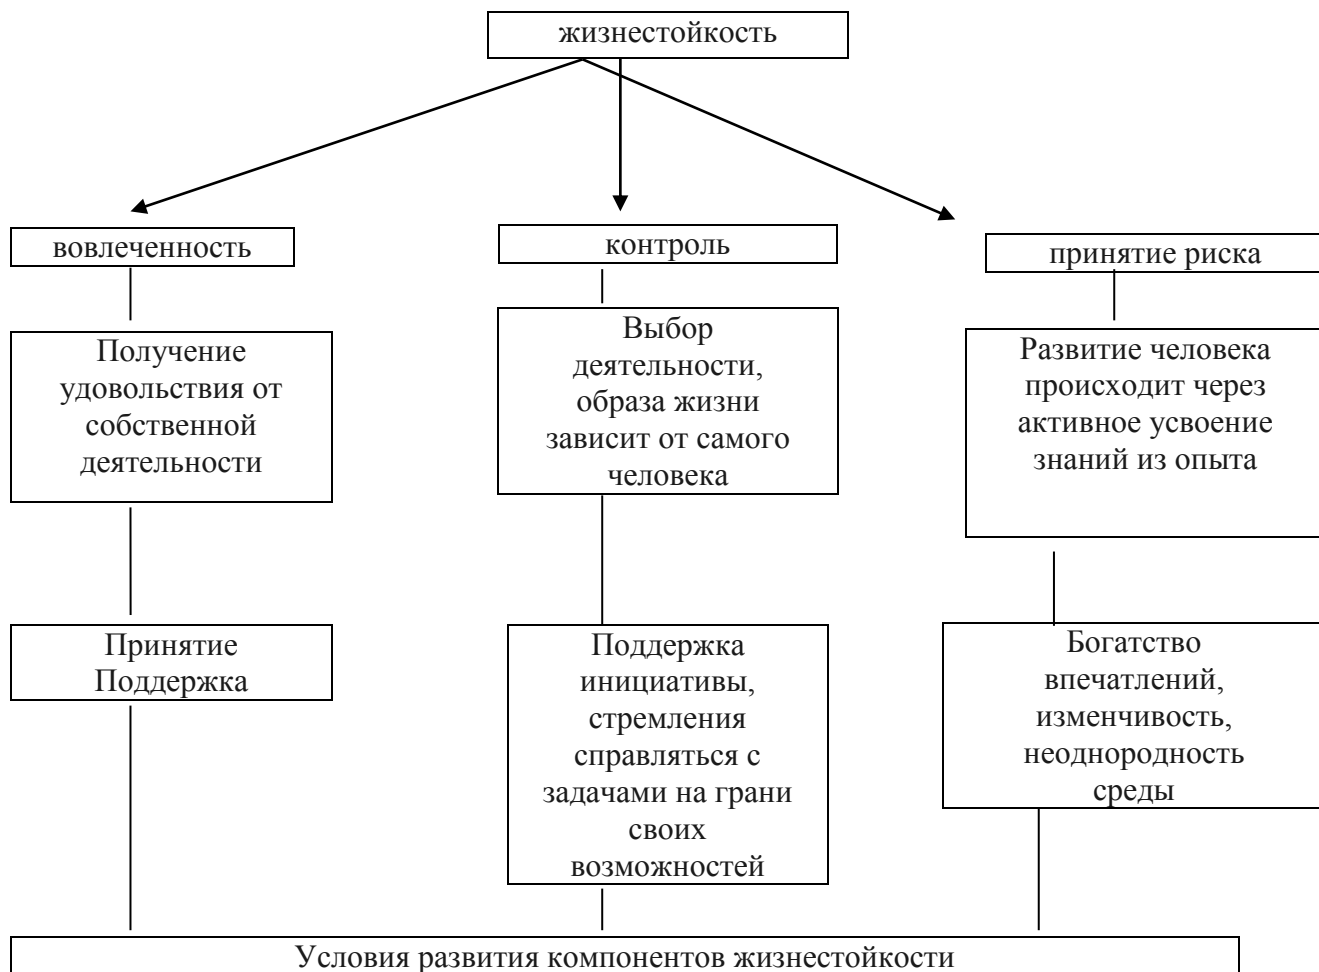 жизнестойкость
вовлеченность
контроль
принятие риска
Получение
удовольствия от
собственной
деятельности
Выбор
деятельности,
образа жизни
зависит от самого
человека
Развитие человека
происходит через
активное усвоение
знаний из опыта
Принятие
Поддержка
Поддержка
инициативы,
стремления
справляться с
задачами на грани
своих
возможностей
Богатство
впечатлений,
изменчивость,
неоднородность
среды
Условия развития компонентов жизнестойкости